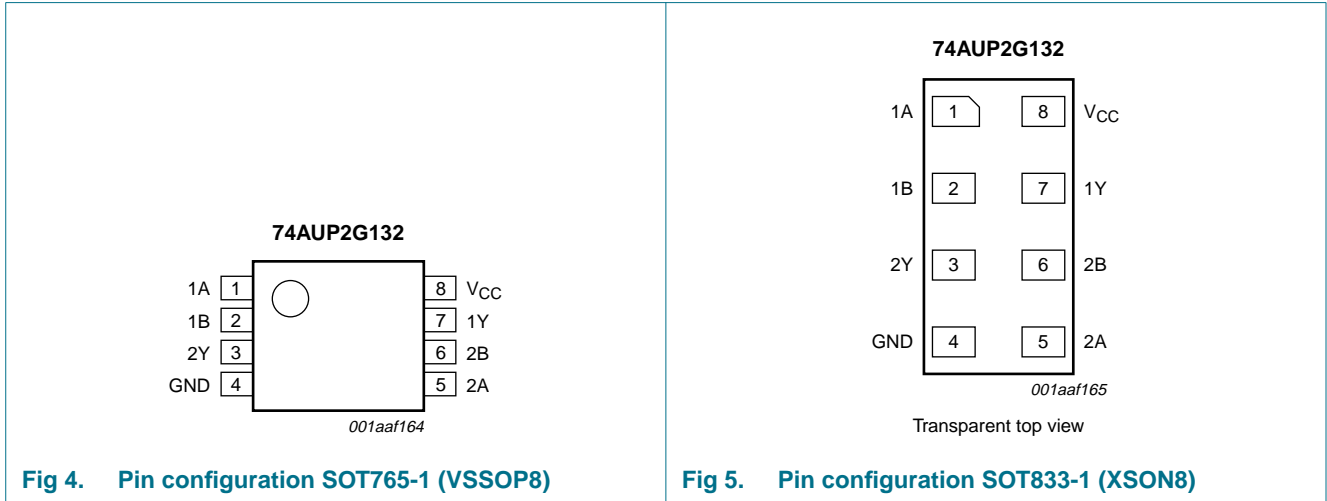 74AUP2G132
1A 1 8 VCC
1B 2 7 1Y
2Y 3 6 2B
GND 4 5 2A
001aaf164
Fig 4. Pin configuration SOT765-1 (VSSOP8)
74AUP2G132
1A 1 8 VCC
1B 2 7 1Y
2Y 3 6 2B
GND 4 5 2A
001aaf165
Transparent top view
Fig 5. Pin configuration SOT833-1 (XSON8)